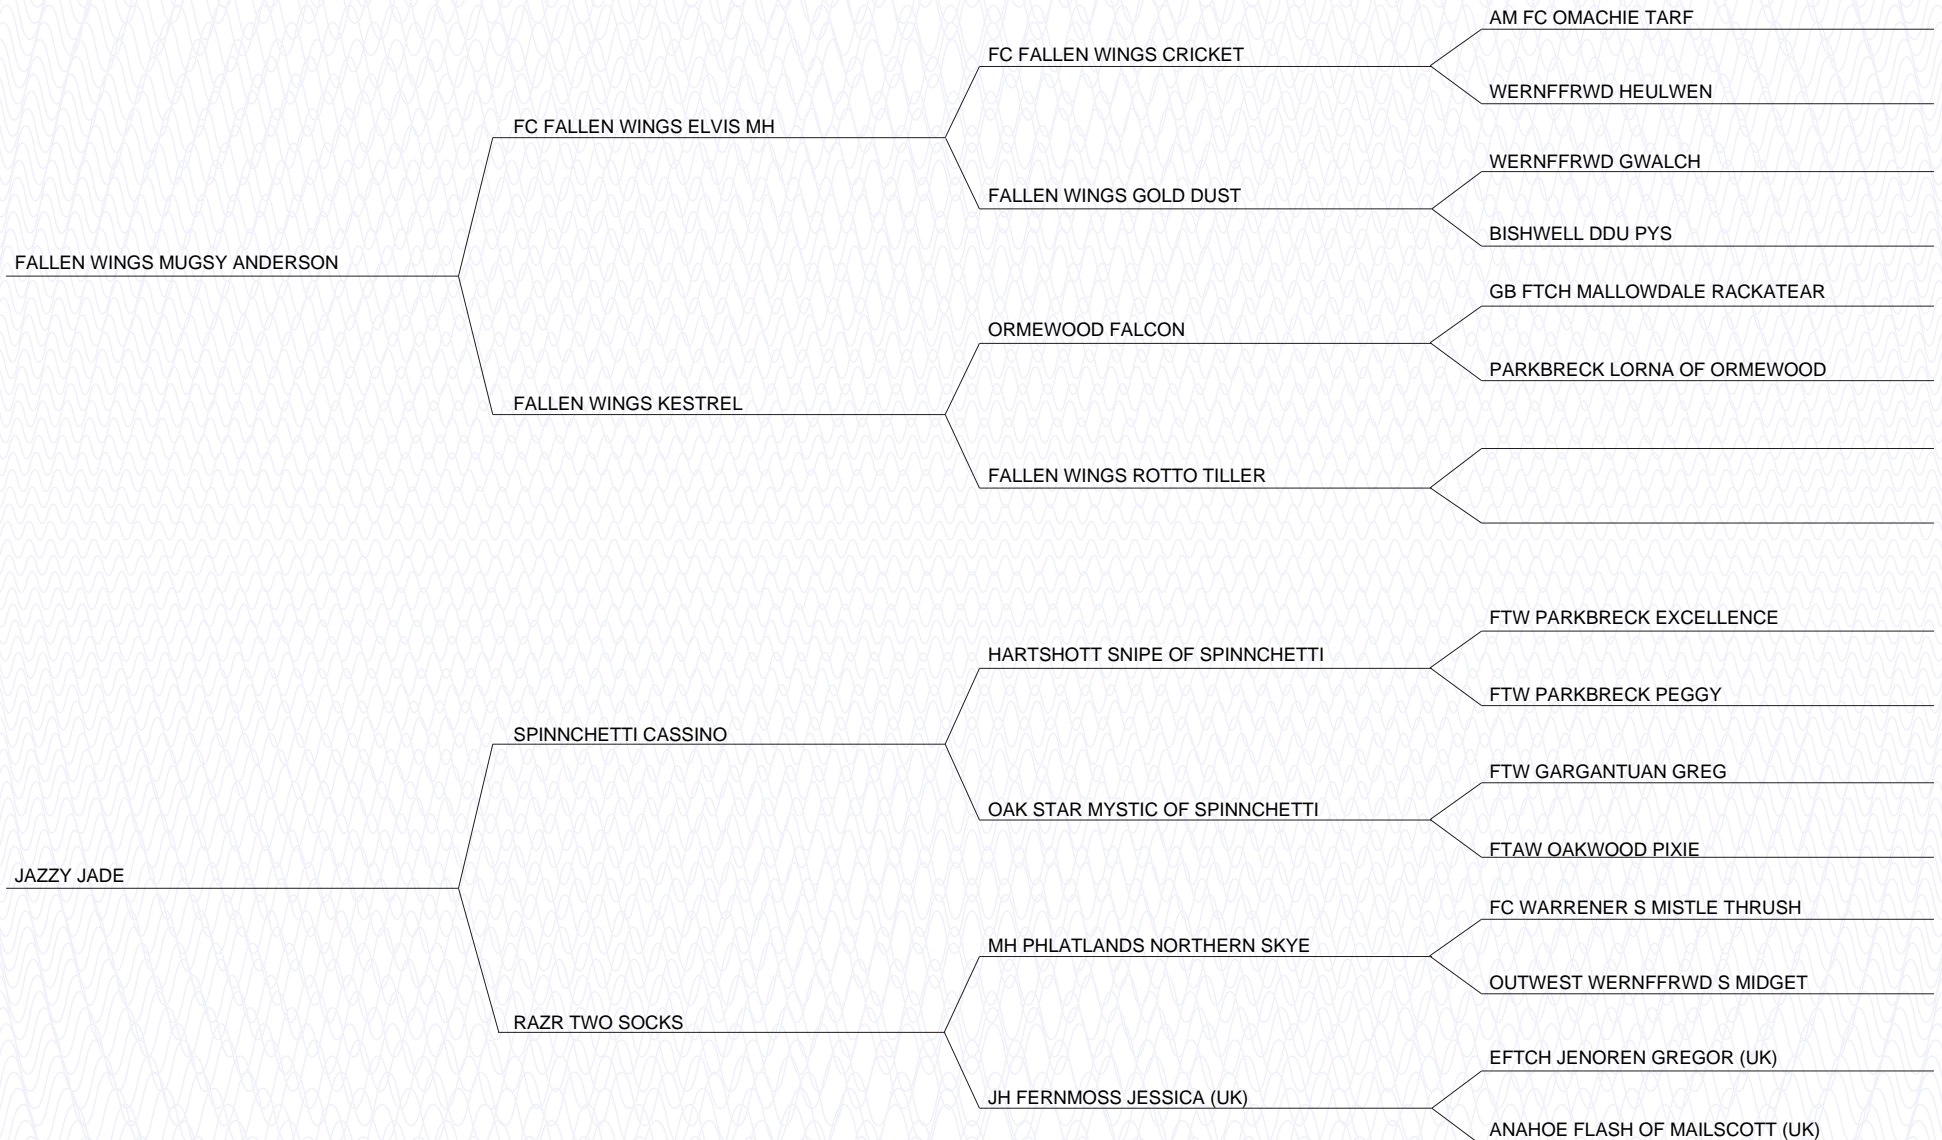 AM FC OMACHIE TARF
FC FALLEN WINGS CRICKET
WERNFFRWD HEULWEN
FC FALLEN WINGS ELVIS MH
WERNFFRWD GWALCH
FALLEN WINGS GOLD DUST
BISHWELL DDU PYS
FALLEN WINGS MUGSY ANDERSON
GB FTCH MALLOWDALE RACKATEAR
ORMEWOOD FALCON
PARKBRECK LORNA OF ORMEWOOD
FALLEN WINGS KESTREL
FALLEN WINGS ROTTO TILLER
FTW PARKBRECK EXCELLENCE
HARTSHOTT SNIPE OF SPINNCHETTI
FTW PARKBRECK PEGGY
SPINNCHETTI CASSINO
FTW GARGANTUAN GREG
OAK STAR MYSTIC OF SPINNCHETTI
FTAW OAKWOOD PIXIE
JAZZY JADE
FC WARRENER S MISTLE THRUSH
MH PHLATLANDS NORTHERN SKYE
OUTWEST WERNFFRWD S MIDGET
RAZR TWO SOCKS
EFTCH JENOREN GREGOR (UK)
JH FERNMOSS JESSICA (UK)
ANAHOE FLASH OF MAILSCOTT (UK)